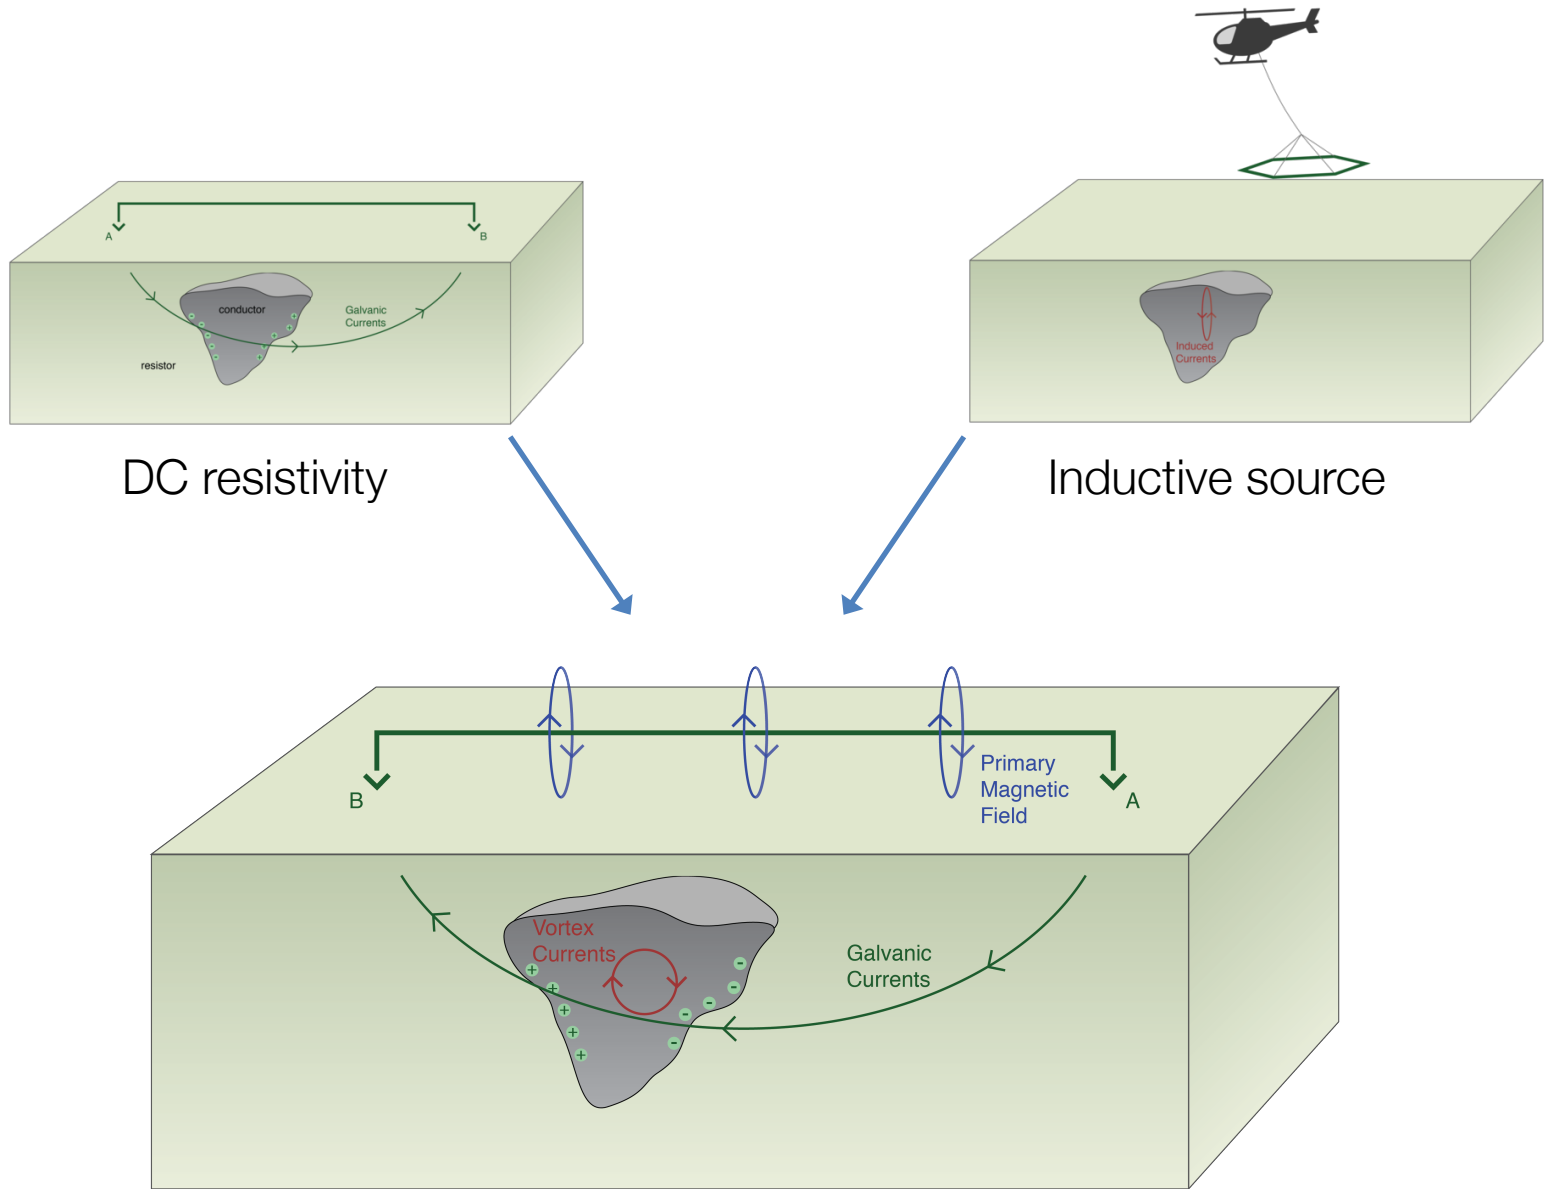 A
B
conductor
Galvanic
Currents
resistor
DC resistivity
Induced
Currents
Inductive source
Primary
Magnetic
Field
B
A
Vortex
Currents
Galvanic
Currents